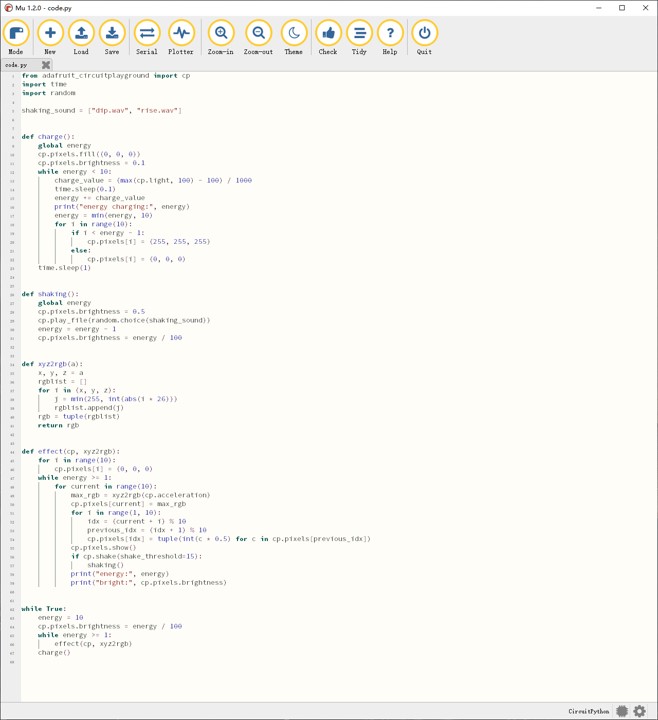 Mu 1.2.0 - code.py
Mode New Load Save Serial Plotter Zoom-in Zoom-out Theme Check Tidy Help Quit
code.py
1 from adafruit_circuitplayground import cp
2 import time
3 import random
4
5 shaking_sound = ["dip.wav", "rise.wav"]
6
7
8 def charge():
9 global energy
10 cp.pixels.fill((0, 0, 0))
11 cp.pixels.brightness = 0.1
12 while energy < 10:
13 charge_value = (max(cp.light, 100) - 100) / 1000
14 time.sleep(0.1)
15 energy += charge_value
16 print("energy charging:", energy)
17 energy = min(energy, 10)
18 for i in range(10):
19 if i < energy - 1:
20 cp.pixels[i] = (255, 255, 255)
21 else:
22 cp.pixels[i] = (0, 0, 0)
23 time.sleep(1)
24
25
26 def shaking():
27 global energy
28 cp.pixels.brightness = 0.5
29 cp.play_file(random.choice(shaking_sound))
30 energy = energy - 1
31 cp.pixels.brightness = energy / 100
32
33
34 def xyz2rgb(a):
35 x, y, z = a
36 rgblist = []
37 for i in (x, y, z):
38 j = min(255, int(abs(i * 26)))
39 rgblist.append(j)
40 rgb = tuple(rgblist)
41 return rgb
42
43
44 def effect(cp, xyz2rgb):
45 for i in range(10):
46 cp.pixels[i] = (0, 0, 0)
47 while energy >= 1:
48 for current in range(10):
49 max_rgb = xyz2rgb(cp.acceleration)
50 cp.pixels[current] = max_rgb
51 for i in range(1, 10):
52 idx = (current + i) % 10
53 previous_idx = (idx + 1) % 10
54 cp.pixels[idx] = tuple(int(c * 0.5) for c in cp.pixels[previous_idx])
55 cp.pixels.show()
56 if cp.shake(shake_threshold=15):
57 shaking()
58 print("energy:", energy)
59 print("bright:", cp.pixels.brightness)
60
61
62 while True:
63 energy = 10
64 cp.pixels.brightness = energy / 100
65 while energy >= 1:
66 effect(cp, xyz2rgb)
67 charge()
68
CircuitPython